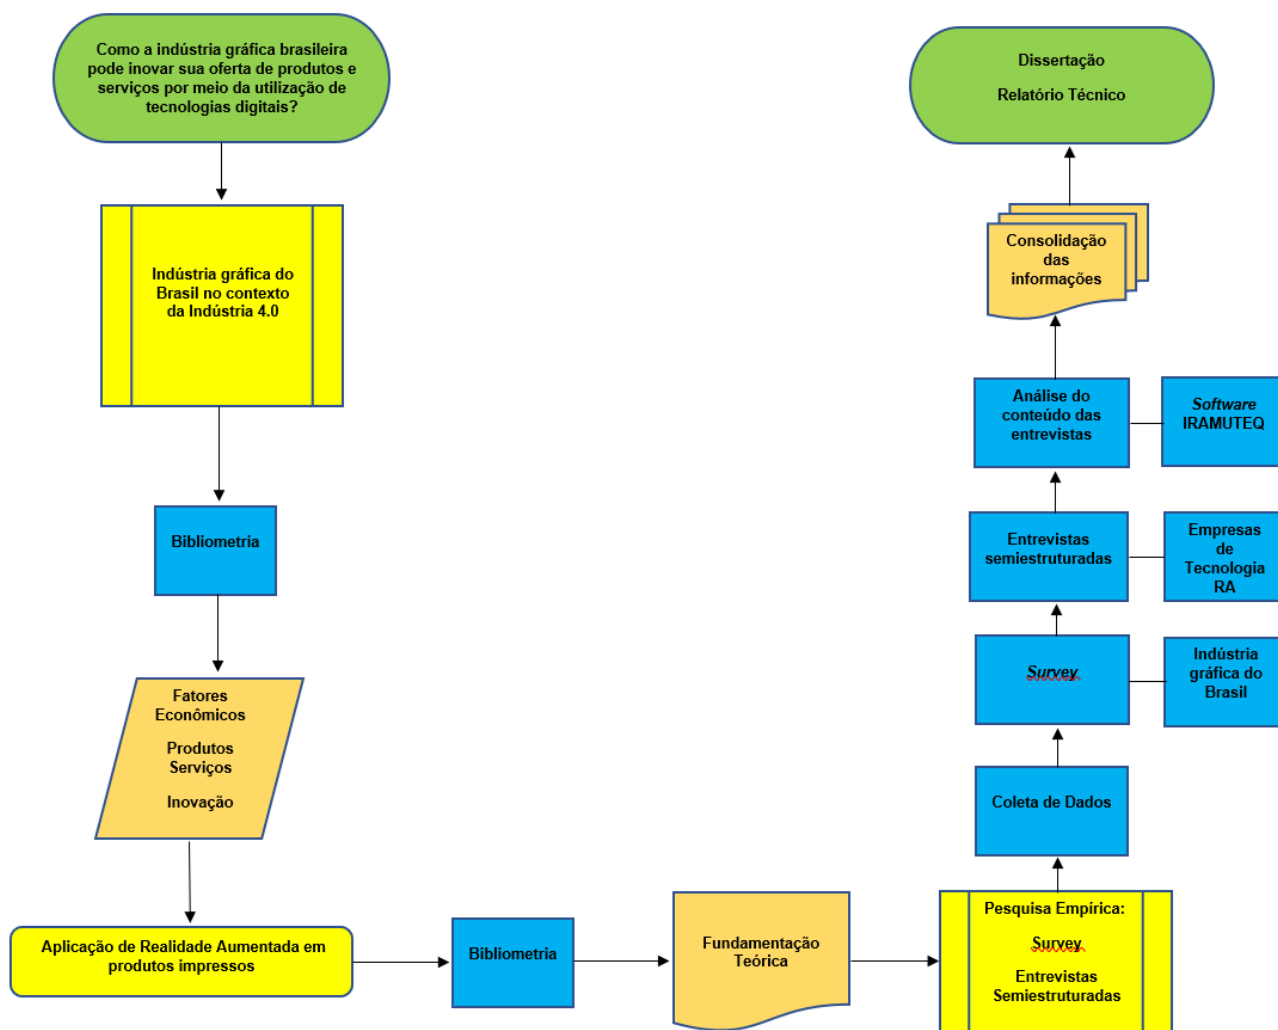 Como a indústria gráfica brasileira
pode inovar sua oferta de produtos e
serviços por meio da utilização de
tecnologias digitais?
Indústria gráfica do
Brasil no contexto
da Indústria 4.0
Bibliometria
Fatores
Econômicos
Produtos
Serviços
Inovação
Aplicação de Realidade Aumentada em
produtos impressos
Bibliometria
Fundamentação
Teórica
Pesquisa Empírica:
Survey
Entrevistas
Semiestruturadas
Coleta de Dados
Survey
Indústria
gráfica do
Brasil
Entrevistas
semiestruturadas
Empresas
de
Tecnologia
RA
Análise do
conteúdo das
entrevistas
Software
IRAMUTEQ
Consolidação
das
informações
Dissertação
Relatório Técnico